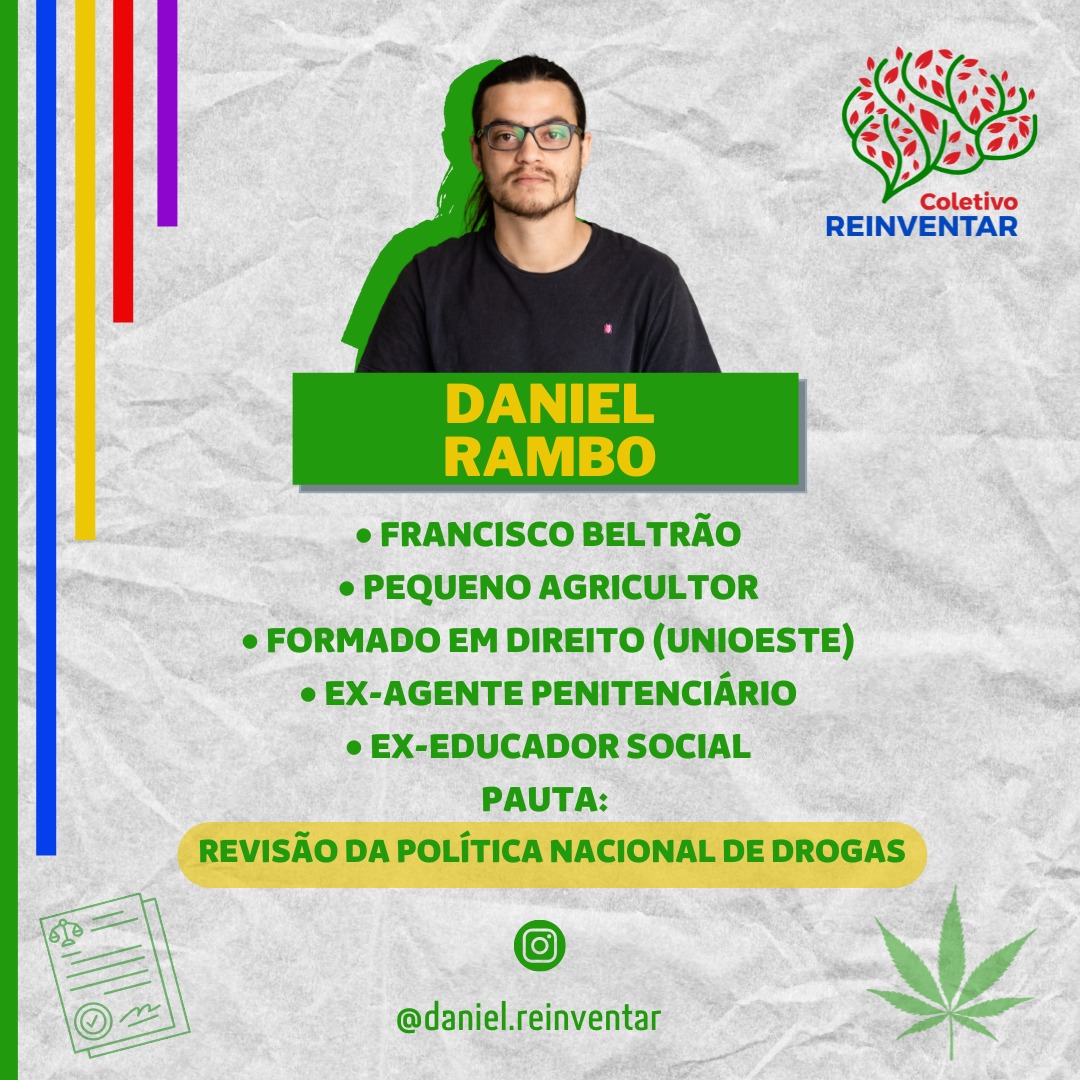 Coletivo
REINVENTAR
DANIEL
RAMBO
• FRANCISCO BELTRÃO
• PEQUENO AGRICULTOR
• FORMADO EM DIREITO (UNIOESTE)
• EX-AGENTE PENITENCIÁRIO
• EX-EDUCADOR SOCIAL
PAUTA:
REVISÃO DA POLÍTICA NACIONAL DE DROGAS
@daniel.reinventar